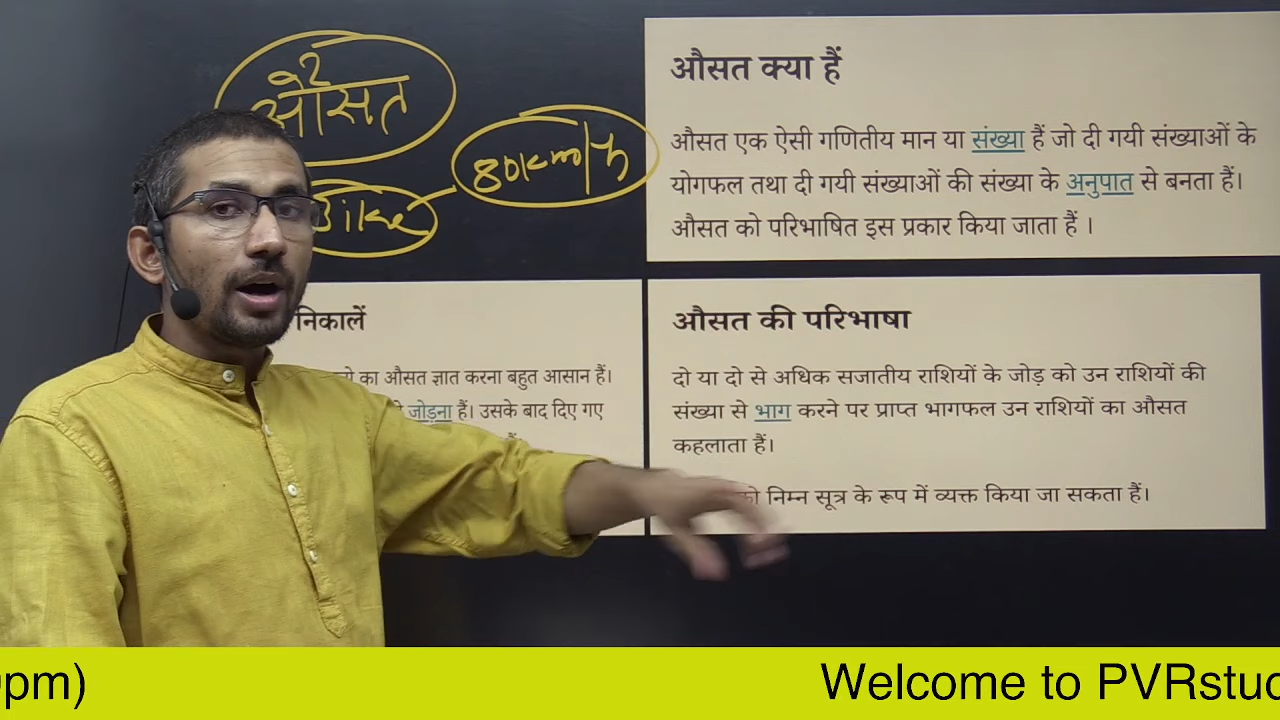 औसत
80km/h
औसत क्या हैं
औसत एक ऐसी गणितीय मान या संख्या हैं जो दी गयी संख्याओं के
योगफल तथा दी गयी संख्याओं की संख्या के अनुपात से बनता हैं।
औसत को परिभाषित इस प्रकार किया जाता हैं ।
निकालें
का औसत ज्ञात करना बहुत आसान हैं।
जोड़ना हैं। उसके बाद दिए गए
औसत की परिभाषा
दो या दो से अधिक सजातीय राशियों के जोड़ को उन राशियों की
संख्या से भाग करने पर प्राप्त भागफल उन राशियों का औसत
कहलाता हैं।
को निम्न सूत्र के रूप में व्यक्त किया जा सकता हैं।
pm)
Welcome to PVRstuc